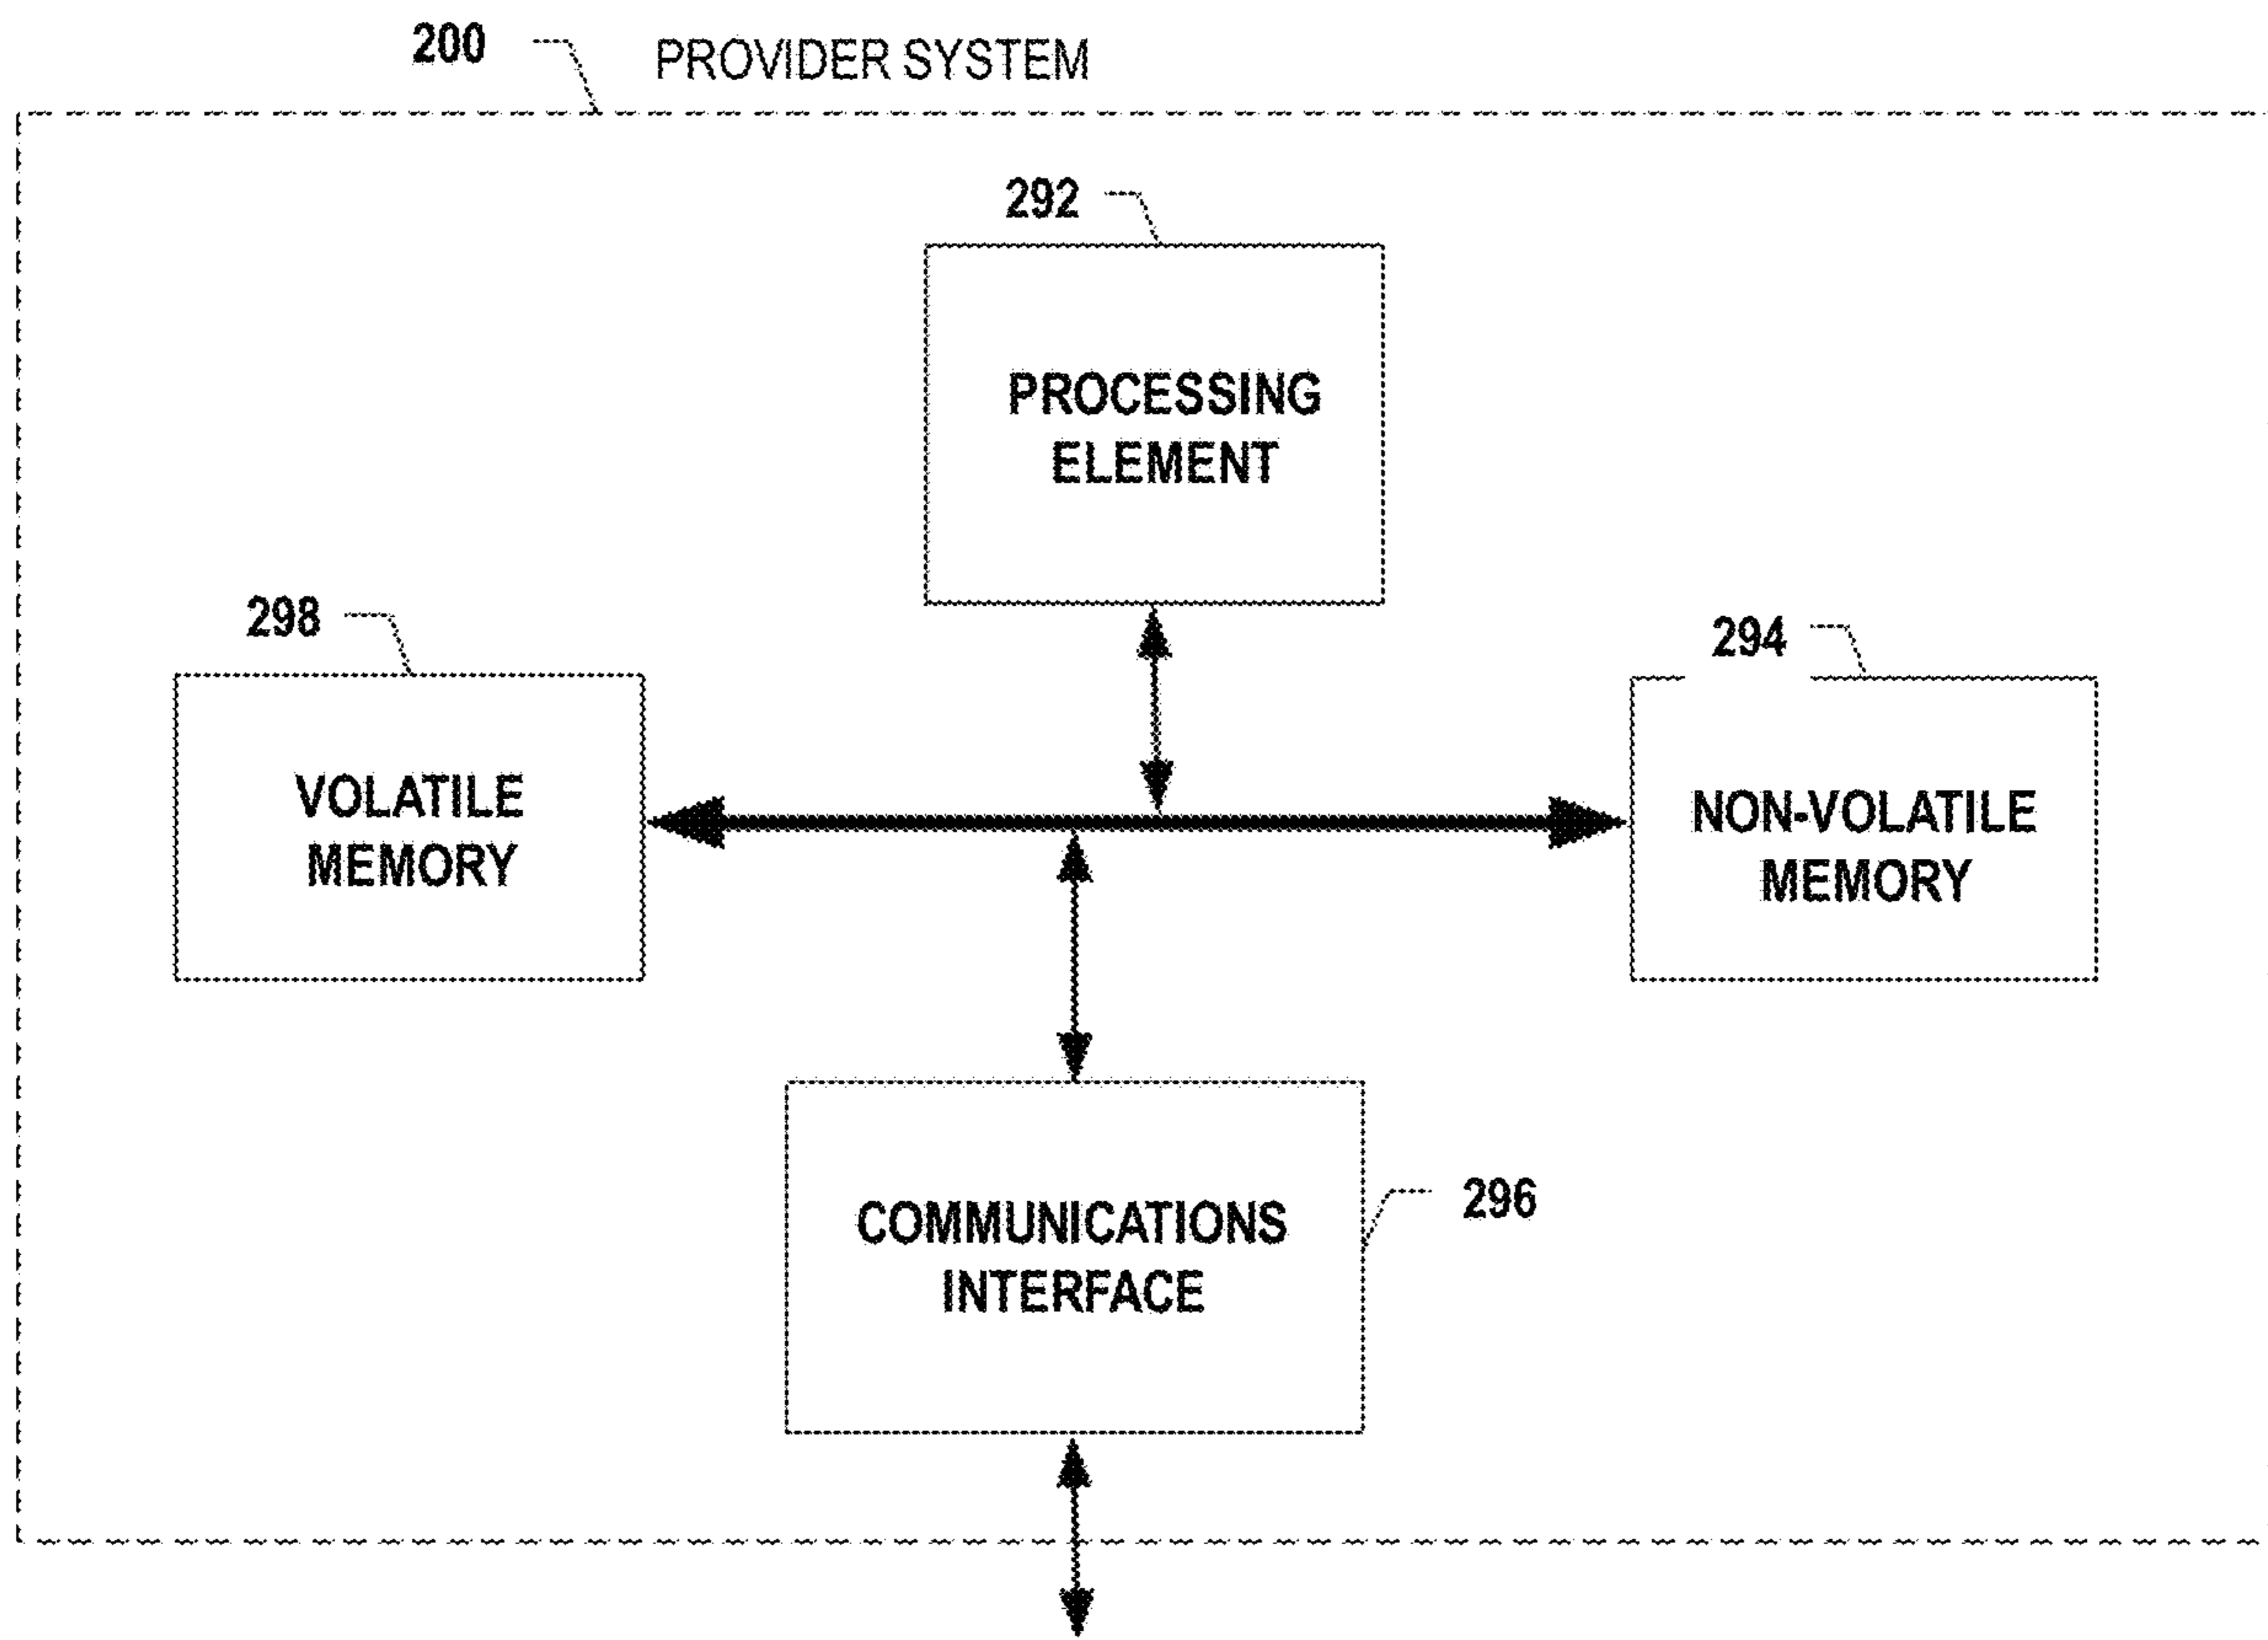 200 PROVIDER SYSTEM
292
PROCESSING
ELEMENT
298
294
VOLATILE
MEMORY
NON-VOLATILE
MEMORY
COMMUNICATIONS
INTERFACE
296